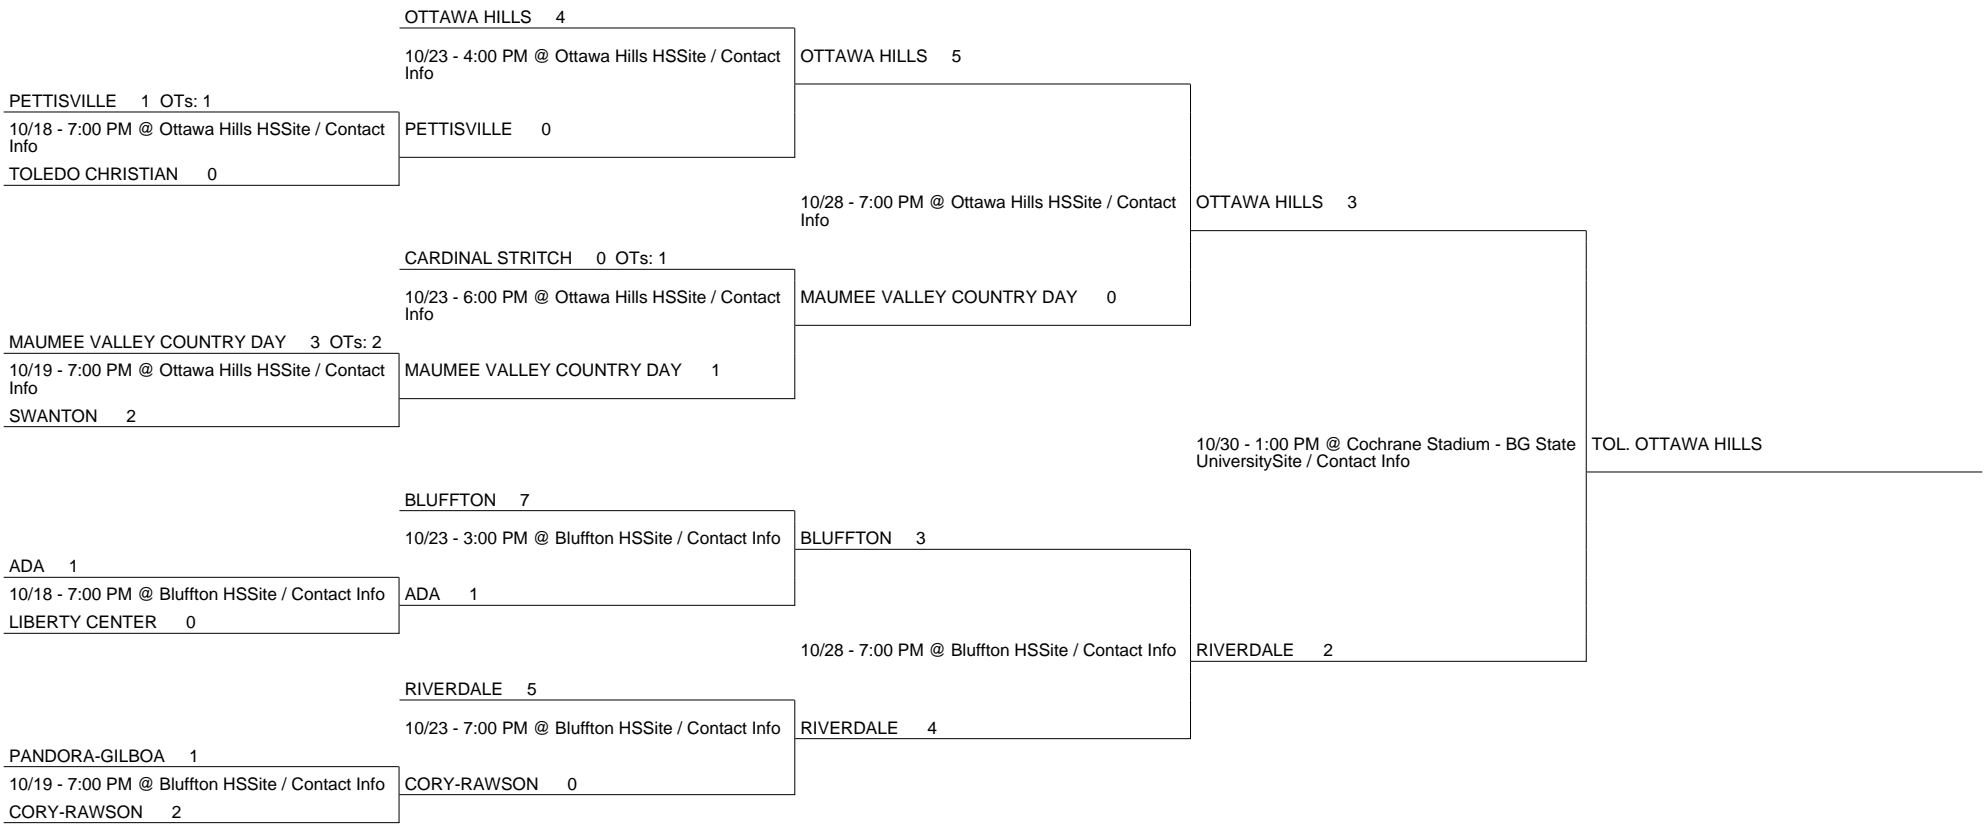 OTTAWA HILLS 4
10/23 - 4:00 PM @ Ottawa Hills HSSite / Contact
Info
OTTAWA HILLS 5
PETTISVILLE 1 OTs: 1
10/18 - 7:00 PM @ Ottawa Hills HSSite / Contact
Info
PETTISVILLE 0
TOLEDO CHRISTIAN 0
10/28 - 7:00 PM @ Ottawa Hills HSSite / Contact
Info
OTTAWA HILLS 3
CARDINAL STRITCH 0 OTs: 1
10/23 - 6:00 PM @ Ottawa Hills HSSite / Contact
Info
MAUMEE VALLEY COUNTRY DAY 0
MAUMEE VALLEY COUNTRY DAY 3 OTs: 2
10/19 - 7:00 PM @ Ottawa Hills HSSite / Contact
Info
MAUMEE VALLEY COUNTRY DAY 1
SWANTON 2
10/30 - 1:00 PM @ Cochrane Stadium - BG State
UniversitySite / Contact Info
TOL. OTTAWA HILLS
BLUFFTON 7
10/23 - 3:00 PM @ Bluffton HSSite / Contact Info
BLUFFTON 3
ADA 1
10/18 - 7:00 PM @ Bluffton HSSite / Contact Info
ADA 1
LIBERTY CENTER 0
10/28 - 7:00 PM @ Bluffton HSSite / Contact Info
RIVERDALE 2
RIVERDALE 5
10/23 - 7:00 PM @ Bluffton HSSite / Contact Info
RIVERDALE 4
PANDORA-GILBOA 1
10/19 - 7:00 PM @ Bluffton HSSite / Contact Info
CORY-RAWSON 0
CORY-RAWSON 2